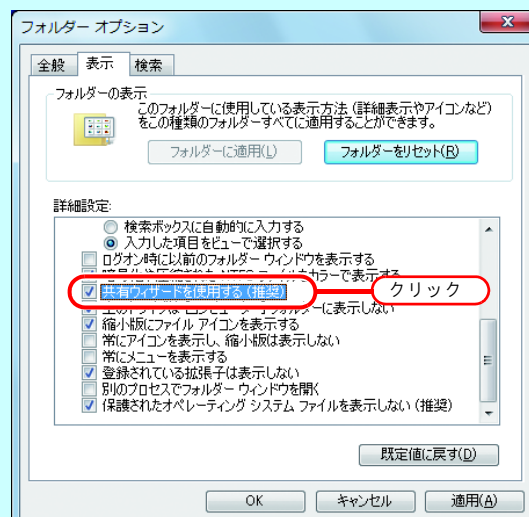 フォルダー オプション
全般 表示 検索
フォルダーの表示
このフォルダーに使用している表示方法（詳細表示やアイコンなど）
をこの種類のフォルダーすべてに適用することができます。
フォルダーに適用(L) フォルダーをリセット(R)
詳細設定:
検索ボックスに自動的に入力する
入力した項目をビューで選択する
ログオン時に以前のフォルダー ウィンドウを表示する
共有ウィザードを使用する（推奨）
クリック
縮小版にファイル アイコンを表示する
常にアイコンを表示し、縮小版は表示しない
常にメニューを表示する
登録されている拡張子は表示しない
別のプロセスでフォルダー ウィンドウを開く
保護されたオペレーティング システム ファイルを表示しない（推奨）
既定値に戻す(D)
OK キャンセル 適用(A)